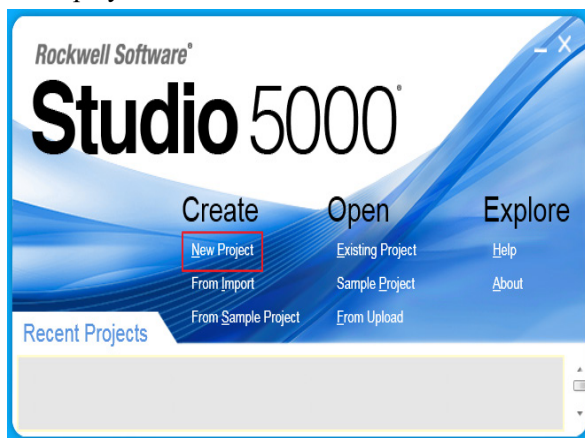 Rockwell Software®
Studio 5000®
Create Open Explore
New Project Existing Project Help
From Import Sample Project About
From Sample Project From Upload
Recent Projects